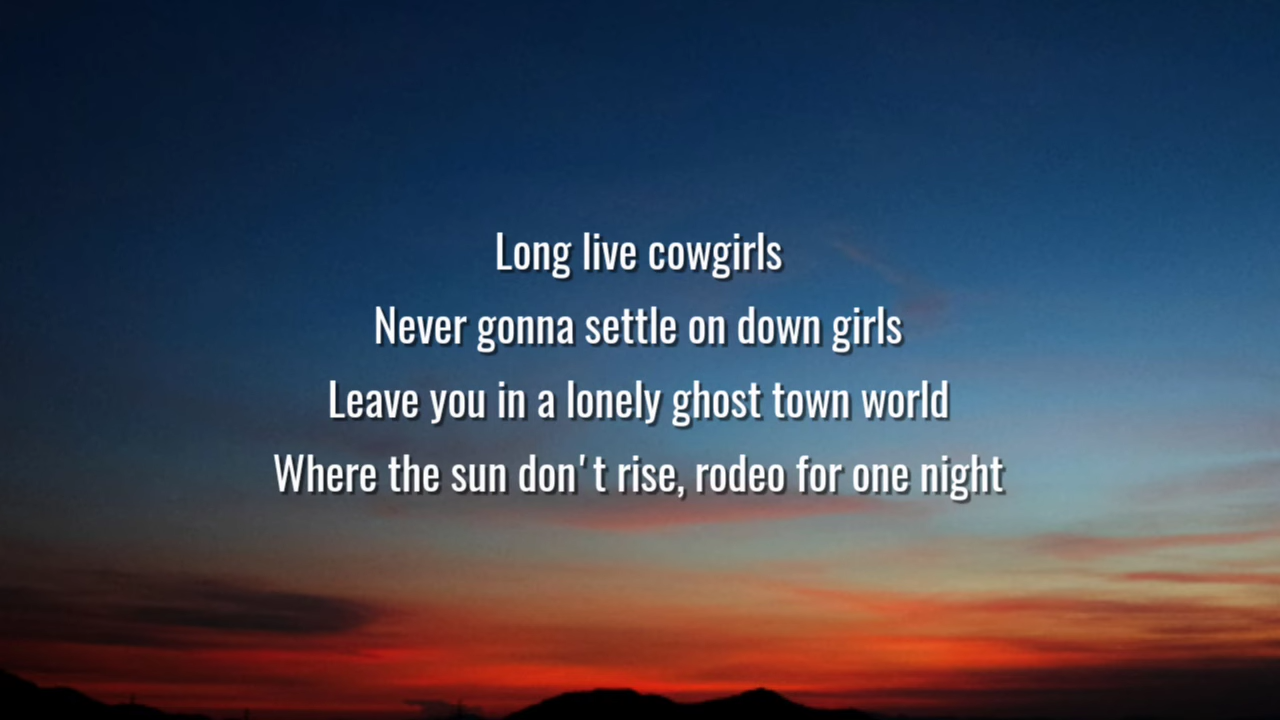 Long live cowgirls
Never gonna settle on down girls
Leave you in a lonely ghost town world
Where the sun don't rise, rodeo for one night